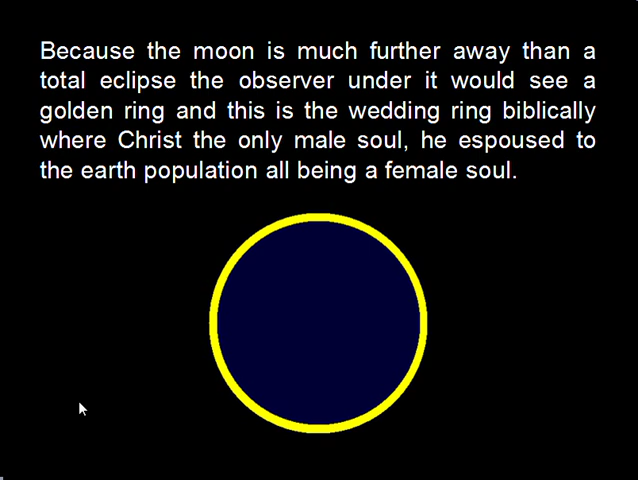 Because the moon is much further away than a
total eclipse the observer under it would see a
golden ring and this is the wedding ring biblically
where Christ the only male soul, he espoused to
the earth population all being a female soul.